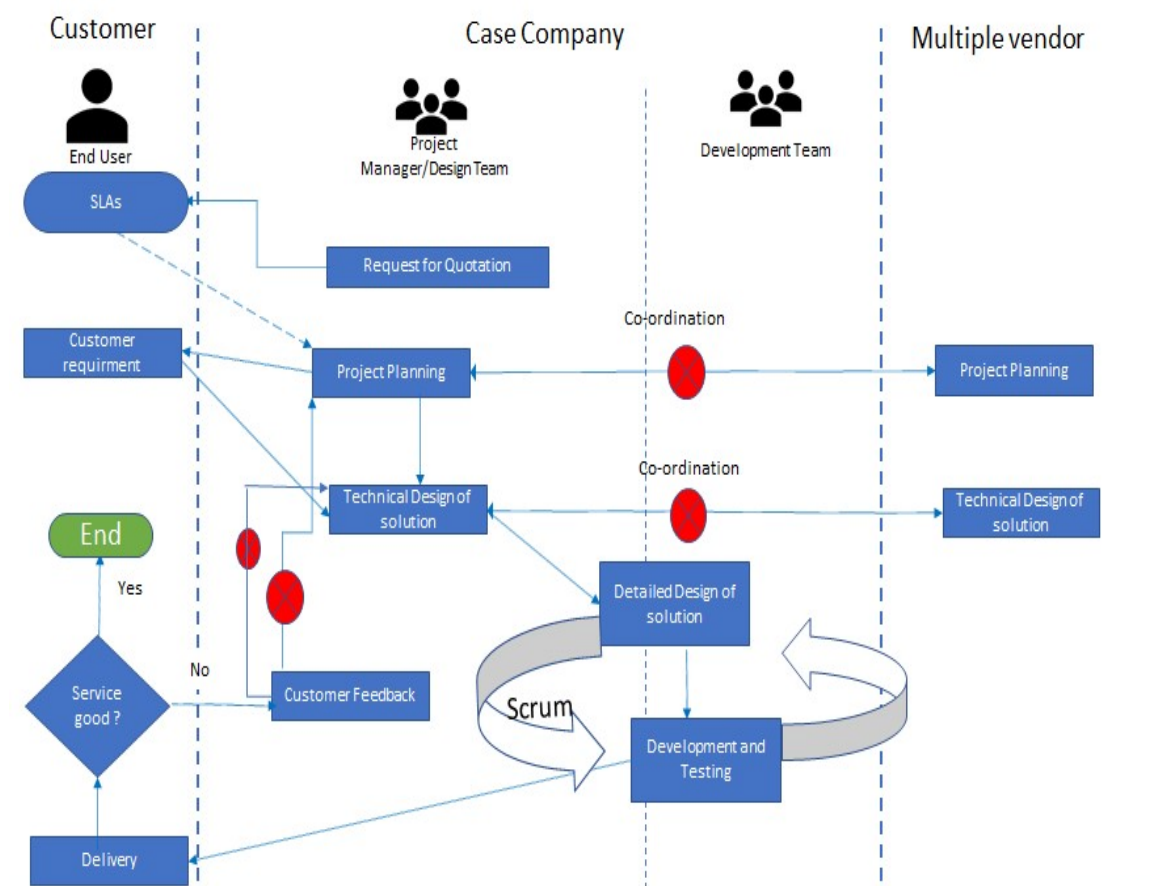 Customer
Case Company
Multiple vendor
End User
Project
Manager/Design Team
Development Team
SLAs
Request for Quotation
Co-ordination
Customer
requirment
Project Planning
Project Planning
Co-ordination
Technical Design of
solution
Technical Design of
solution
End
Yes
Detailed Design of
solution
No
Service
good ?
Customer Feedback
Scrum
Development and
Testing
Delivery